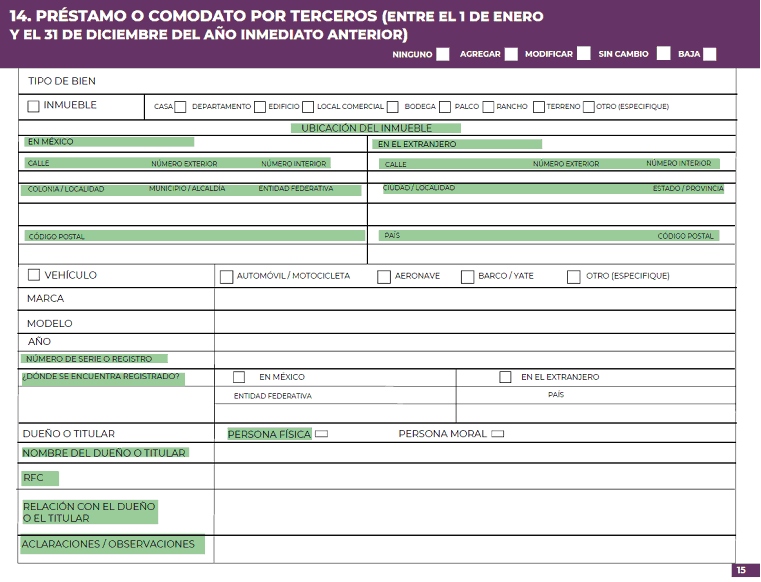 14. PRÉSTAMO O COMODATO POR TERCEROS (ENTRE EL 1 DE ENERO
Y EL 31 DE DICIEMBRE DEL AÑO INMEDIATO ANTERIOR)
NINGUNO AGREGAR MODIFICAR SIN CAMBIO BAJA
TIPO DE BIEN
INMUEBLE CASA DEPARTAMENTO EDIFICIO LOCAL COMERCIAL BODEGA PALCO RANCHO TERRENO OTRO (ESPECIFIQUE)
UBICACIÓN DEL INMUEBLE
EN MÉXICO EN EL EXTRANJERO
CALLE NÚMERO EXTERIOR NÚMERO INTERIOR CALLE NÚMERO EXTERIOR NÚMERO INTERIOR
COLONIA / LOCALIDAD MUNICIPIO / ALCALDÍA ENTIDAD FEDERATIVA CIUDAD / LOCALIDAD ESTADO / PROVINCIA
CÓDIGO POSTAL PAÍS CÓDIGO POSTAL
VEHÍCULO AUTOMÓVIL / MOTOCICLETA AERONAVE BARCO / YATE OTRO (ESPECIFIQUE)
MARCA
MODELO
AÑO
NÚMERO DE SERIE O REGISTRO
¿DÓNDE SE ENCUENTRA REGISTRADO? EN MÉXICO EN EL EXTRANJERO
ENTIDAD FEDERATIVA PAÍS
DUEÑO O TITULAR PERSONA FÍSICA PERSONA MORAL
NOMBRE DEL DUEÑO O TITULAR
RFC
RELACIÓN CON EL DUEÑO
O EL TITULAR
ACLARACIONES / OBSERVACIONES
15